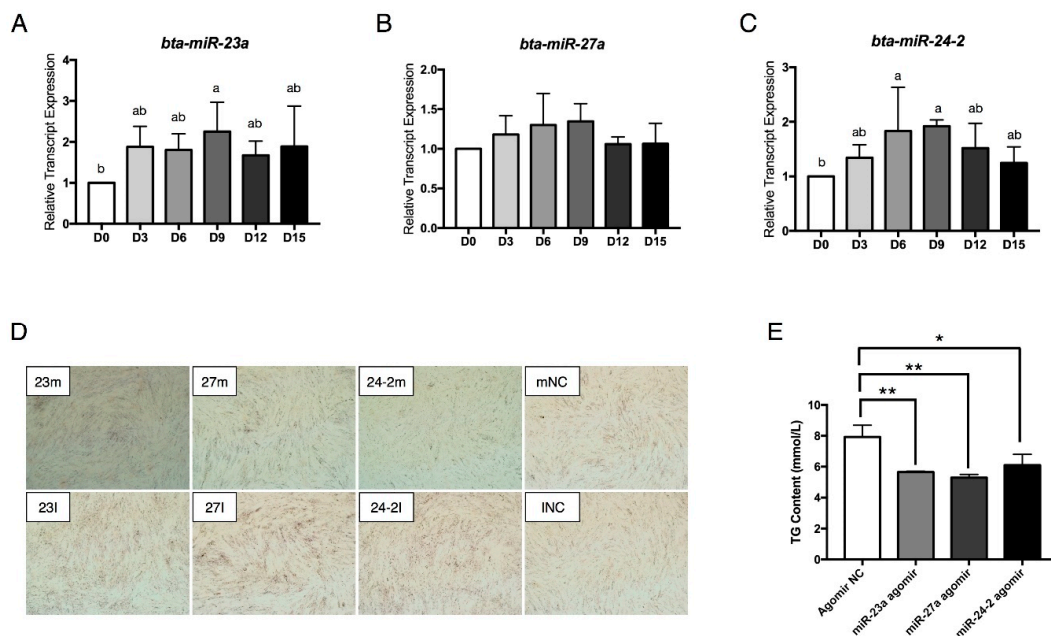 A
bta-miR-23a
Relative Transcript Expression
4
3
2
1
0
b
ab
ab
a
ab
ab
D0 D3 D6 D9 D12 D15
B
bta-miR-27a
Relative Transcript Expression
2.0
1.5
1.0
0.5
0.0
D0 D3 D6 D9 D12 D15
C
bta-miR-24-2
Relative Transcript Expression
3
2
1
0
b
ab
a
a
ab
ab
D0 D3 D6 D9 D12 D15
D
23m 27m 24-2m mNC
23I 27I 24-2I INC
E
*
**
**
TG Content (mmol/L)
10
8
6
4
2
0
Agomir NC
miR-23a agomir
miR-27a agomir
miR-24-2 agomir